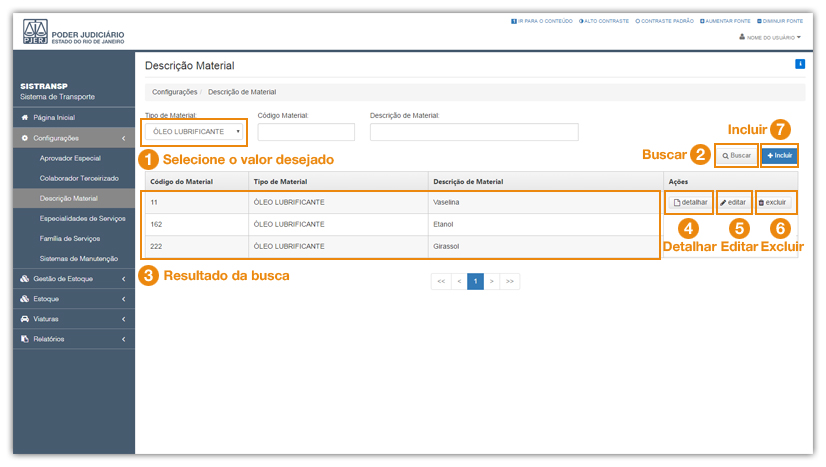 IR PARA O CONTEÚDO ALTO CONTRASTE CONTRASTE PADRÃO AUMENTAR FONTE DIMINUIR FONTE
PJERJ
PODER JUDICIÁRIO
ESTADO DO RIO DE JANEIRO
NOME DO USUÁRIO
SISTRANSP
Sistema de Transporte
Página Inicial
Configurações
Aprovador Especial
Colaborador Terceirizado
Descrição Material
Especialidades de Serviços
Família de Serviços
Sistemas de Manutenção
Gestão de Estoque
Estoque
Viaturas
Relatórios
Descrição Material
Configurações / Descrição de Material
Tipo de Material: Código Material: Descrição de Material:
ÓLEO LUBRIFICANTE
Incluir 7
Buscar 2 Buscar + Incluir
1 Selecione o valor desejado
Código do Material Tipo de Material Descrição de Material Ações
11 ÓLEO LUBRIFICANTE Vaselina detalhar editar excluir
162 ÓLEO LUBRIFICANTE Etanol
222 ÓLEO LUBRIFICANTE Girassol
4 5 6
Detalhar Editar Excluir
3 Resultado da busca
<< < 1 > >>